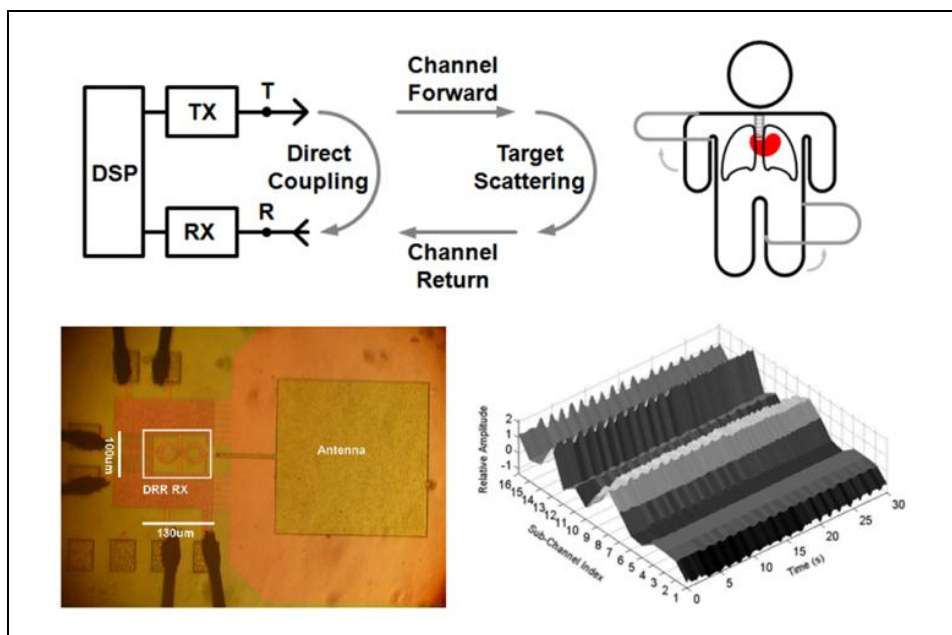 DSP
TX
RX
T
R
Direct
Coupling
Channel
Forward
Target
Scattering
Channel
Return
100um
DRR RX
130um
Antenna
Relative Amplitude
2
1
0
-1
16
15
14
13
12
11
10
9
8
7
6
5
4
3
2
1
Sub-Channel Index
0
5
10
15
20
25
30
Time (s)